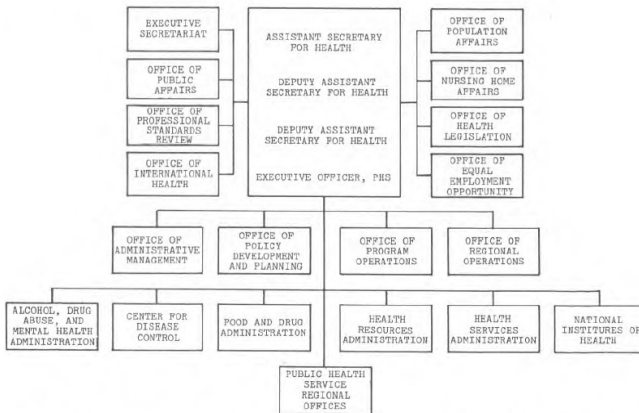 EXECUTIVE
SECRETARIAT
OFFICE OF
PUBLIC
AFFAIRS
OFFICE OF
PROFESSIONAL
STANDARDS
REVIEW
OFFICE OF
INTERNATIONAL
HEALTH
ASSISTANT SECRETARY
FOR HEALTH
DEPUTY ASSISTANT
SECRETARY FOR HEALTH
DEPUTY ASSISTANT
SECRETARY FOR HEALTH
EXECUTIVE OFFICER, PHS
OFFICE OF
POPULATION
AFFAIRS
OFFICE OF
NURSING HOME
AFFAIRS
OFFICE OF
HEALTH
LEGISLATION
OFFICE OF
EQUAL
EMPLOYMENT
OPPORTUNITY
OFFICE OF
ADMINISTRATIVE
MANAGEMENT
OFFICE OF
POLICY
DEVELOPMENT
AND PLANNING
OFFICE OF
PROGRAM
OPERATIONS
OFFICE OF
REGIONAL
OPERATIONS
ALCOHOL, DRUG
ABUSE, AND
MENTAL HEALTH
ADMINISTRATION
CENTER FOR
DISEASE
CONTROL
FOOD AND DRUG
ADMINISTRATION
HEALTH
RESOURCES
ADMINISTRATION
HEALTH
SERVICES
ADMINISTRATION
NATIONAL
INSTITUTES OF
HEALTH
PUBLIC HEALTH
SERVICE
REGIONAL
OFFICES